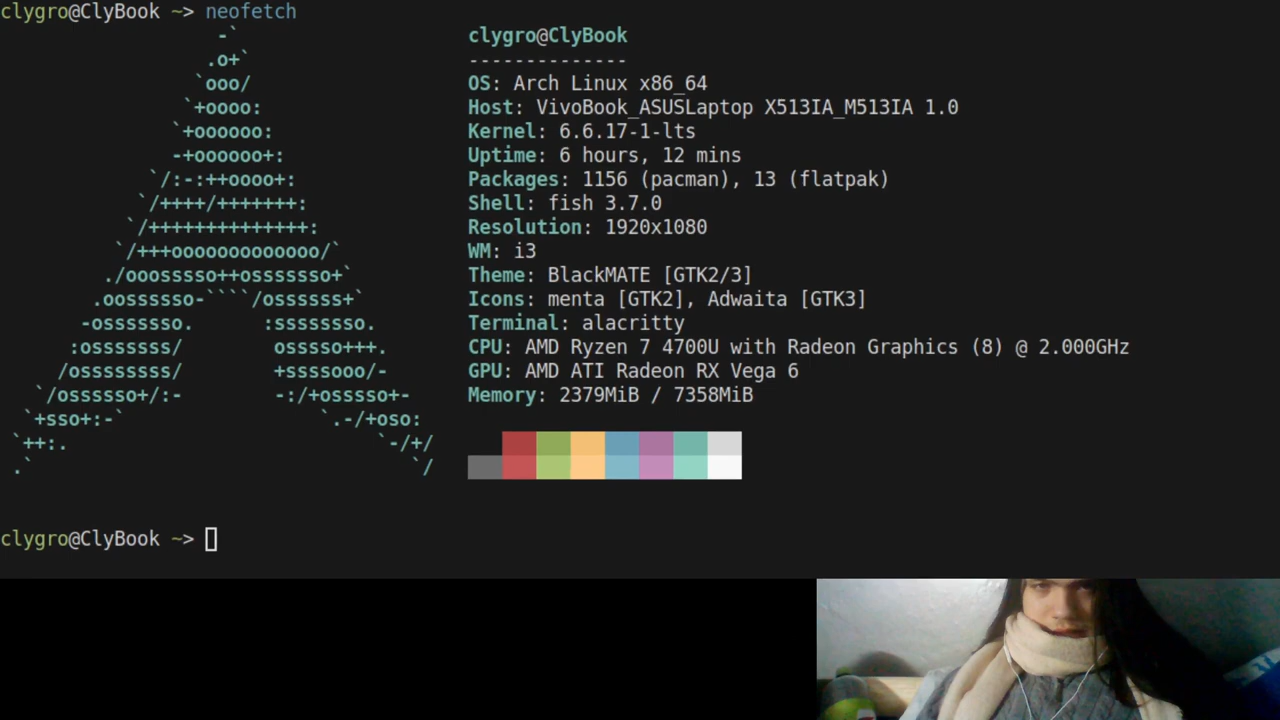 clygro@ClyBook ~> neofetch
clygro@ClyBook
--------------
OS: Arch Linux x86_64
Host: VivoBook_ASUSLaptop X513IA_M513IA 1.0
Kernel: 6.6.17-1-lts
Uptime: 6 hours, 12 mins
Packages: 1156 (pacman), 13 (flatpak)
Shell: fish 3.7.0
Resolution: 1920x1080
WM: i3
Theme: BlackMATE [GTK2/3]
Icons: menta [GTK2], Adwaita [GTK3]
Terminal: alacritty
CPU: AMD Ryzen 7 4700U with Radeon Graphics (8) @ 2.000GHz
GPU: AMD ATI Radeon RX Vega 6
Memory: 2379MiB / 7358MiB
clygro@ClyBook ~>